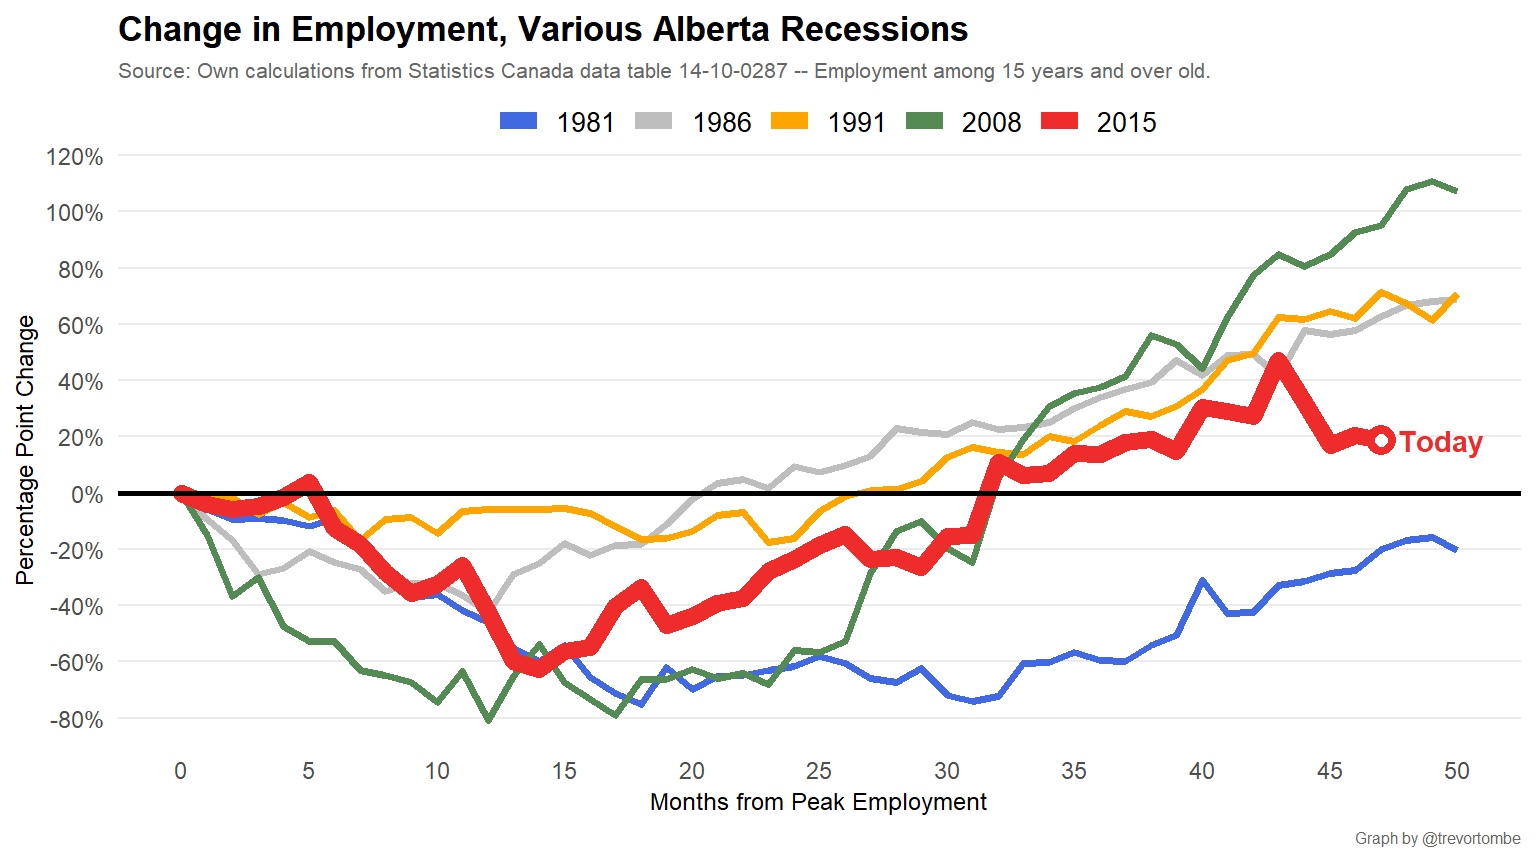 Change in Employment, Various Alberta Recessions
Source: Own calculations from Statistics Canada data table 14-10-0287 -- Employment among 15 years and over old.
1981 1986 1991 2008 2015
120%
100%
80%
60%
40%
20%
0%
-20%
-40%
-60%
-80%
Percentage Point Change
Today
0 5 10 15 20 25 30 35 40 45 50
Months from Peak Employment
Graph by @trevortombe